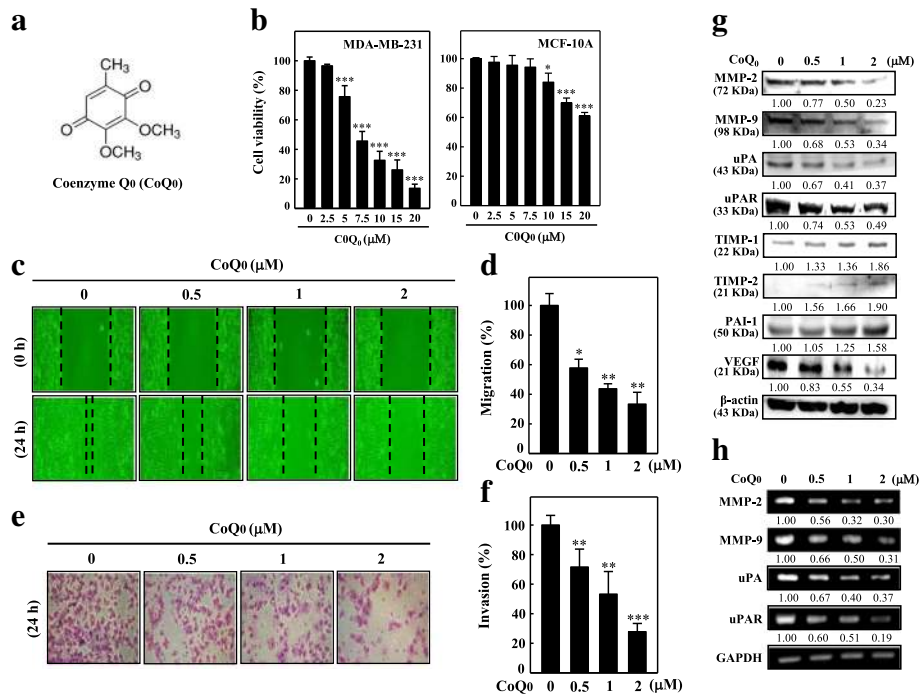 a
CH3
O
O
OCH3
OCH3
Coenzyme Q0 (CoQ0)
b
MDA-MB-231
Cell viability (%)
100
80
60
40
20
0
***
***
***
***
***
0 2.5 5 7.5 10 15 20
C0Q0(μM)
MCF-10A
100
80
60
40
20
0
*
***
***
0 2.5 5 7.5 10 15 20
C0Q0 (μM)
c
CoQ0 (μM)
0 0.5 1 2
(0 h)
(24 h)
d
Migration (%)
100
80
60
40
20
0
*
**
**
CoQ0 0 0.5 1 2 (μM)
e
CoQ0 (μM)
0 0.5 1 2
(24 h)
f
Invasion (%)
100
80
60
40
20
0
**
**
***
CoQ0 0 0.5 1 2 (μM)
g
CoQ0 0 0.5 1 2 (μM)
MMP-2
(72 KDa)
1.00 0.77 0.50 0.23
MMP-9
(98 KDa)
1.00 0.68 0.53 0.34
uPA
(43 KDa)
1.00 0.67 0.41 0.37
uPAR
(33 KDa)
1.00 0.74 0.53 0.49
TIMP-1
(22 KDa)
1.00 1.33 1.36 1.86
TIMP-2
(21 KDa)
1.00 1.56 1.66 1.90
PAI-1
(50 KDa)
1.00 1.05 1.25 1.58
VEGF
(21 KDa)
1.00 0.83 0.55 0.34
β-actin
(43 KDa)
h
CoQ0 0 0.5 1 2 (μM)
MMP-2
1.00 0.56 0.32 0.30
MMP-9
1.00 0.66 0.50 0.31
uPA
1.00 0.67 0.40 0.37
uPAR
1.00 0.60 0.51 0.19
GAPDH